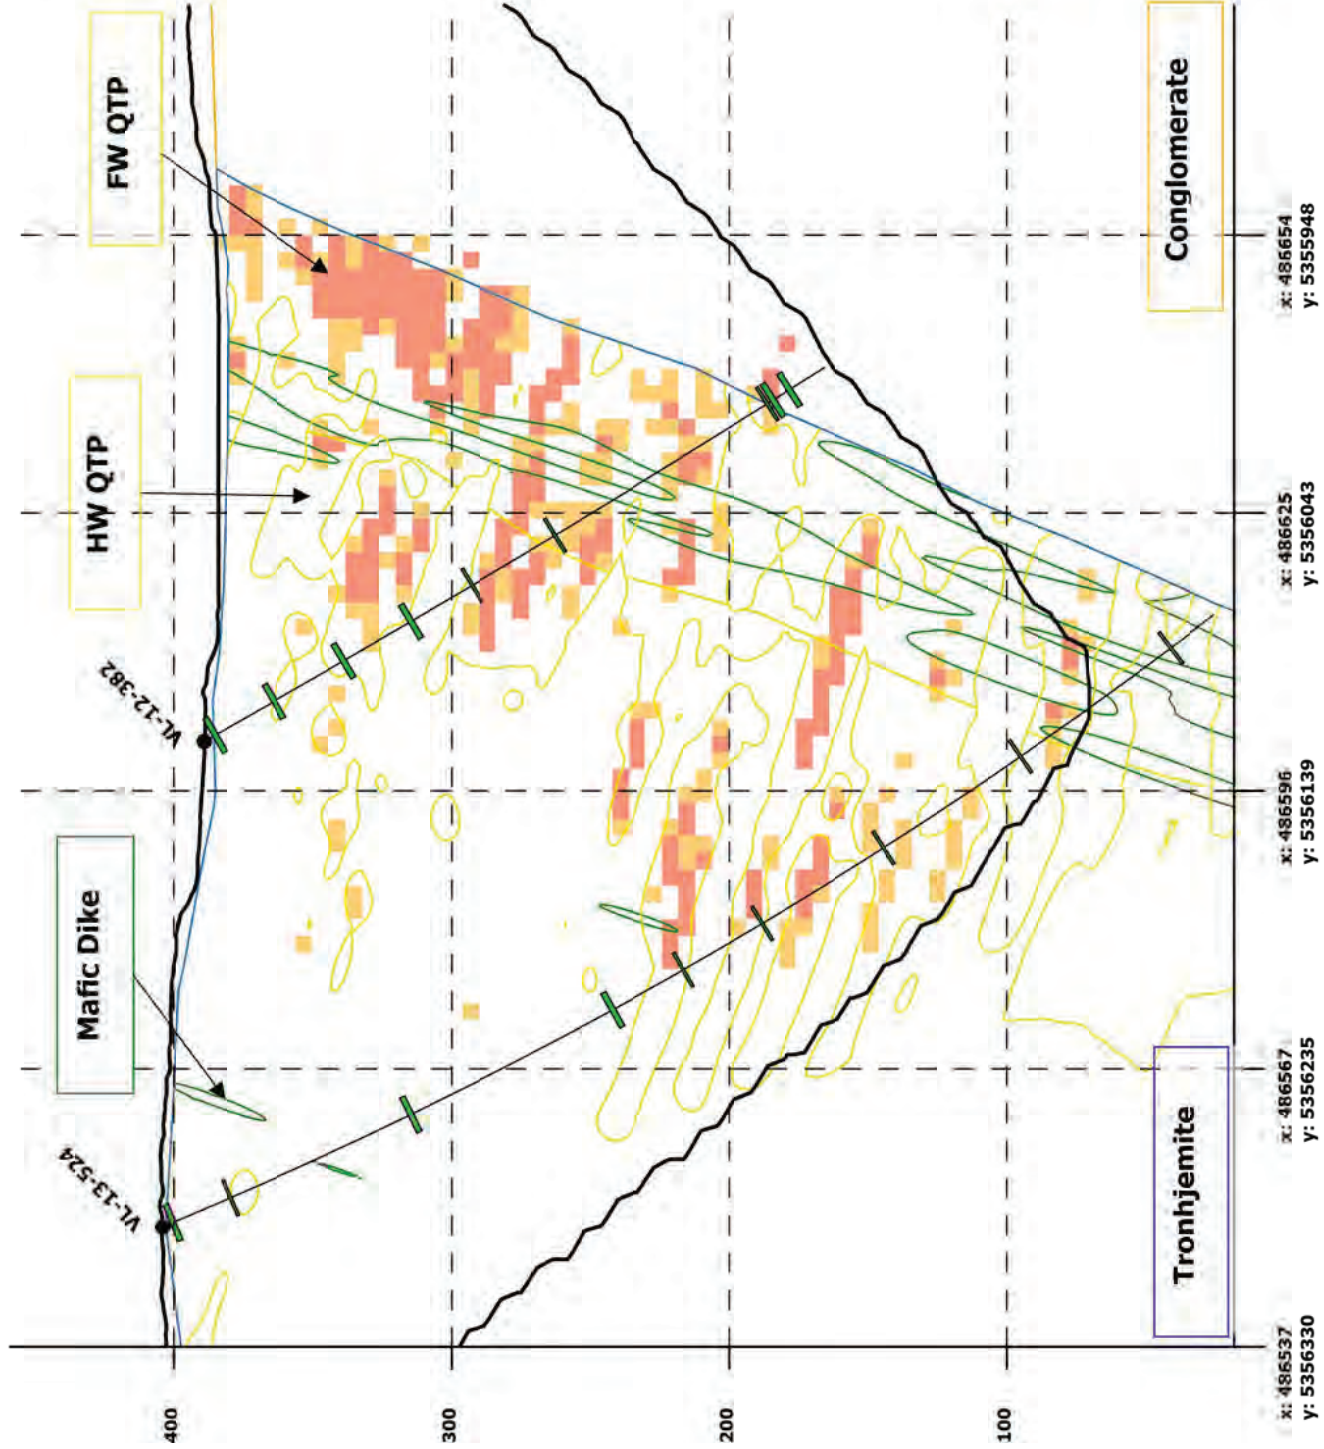 FW QTP
HW QTP
Mafic Dike
VL-12-382
VL-13-524
Conglomerate
Tronhjemite
400
300
200
100
x: 486537
y: 5356330
x: 486567
y: 5356235
x: 486596
y: 5356139
x: 486625
y: 5356043
x: 486654
y: 5355948